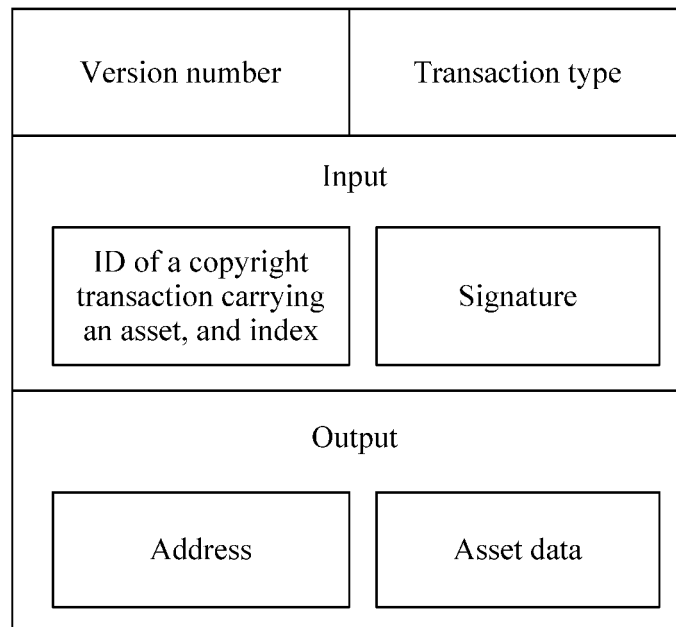 Version number
Transaction type
Input
ID of a copyright
transaction carrying
an asset, and index
Signature
Output
Address
Asset data